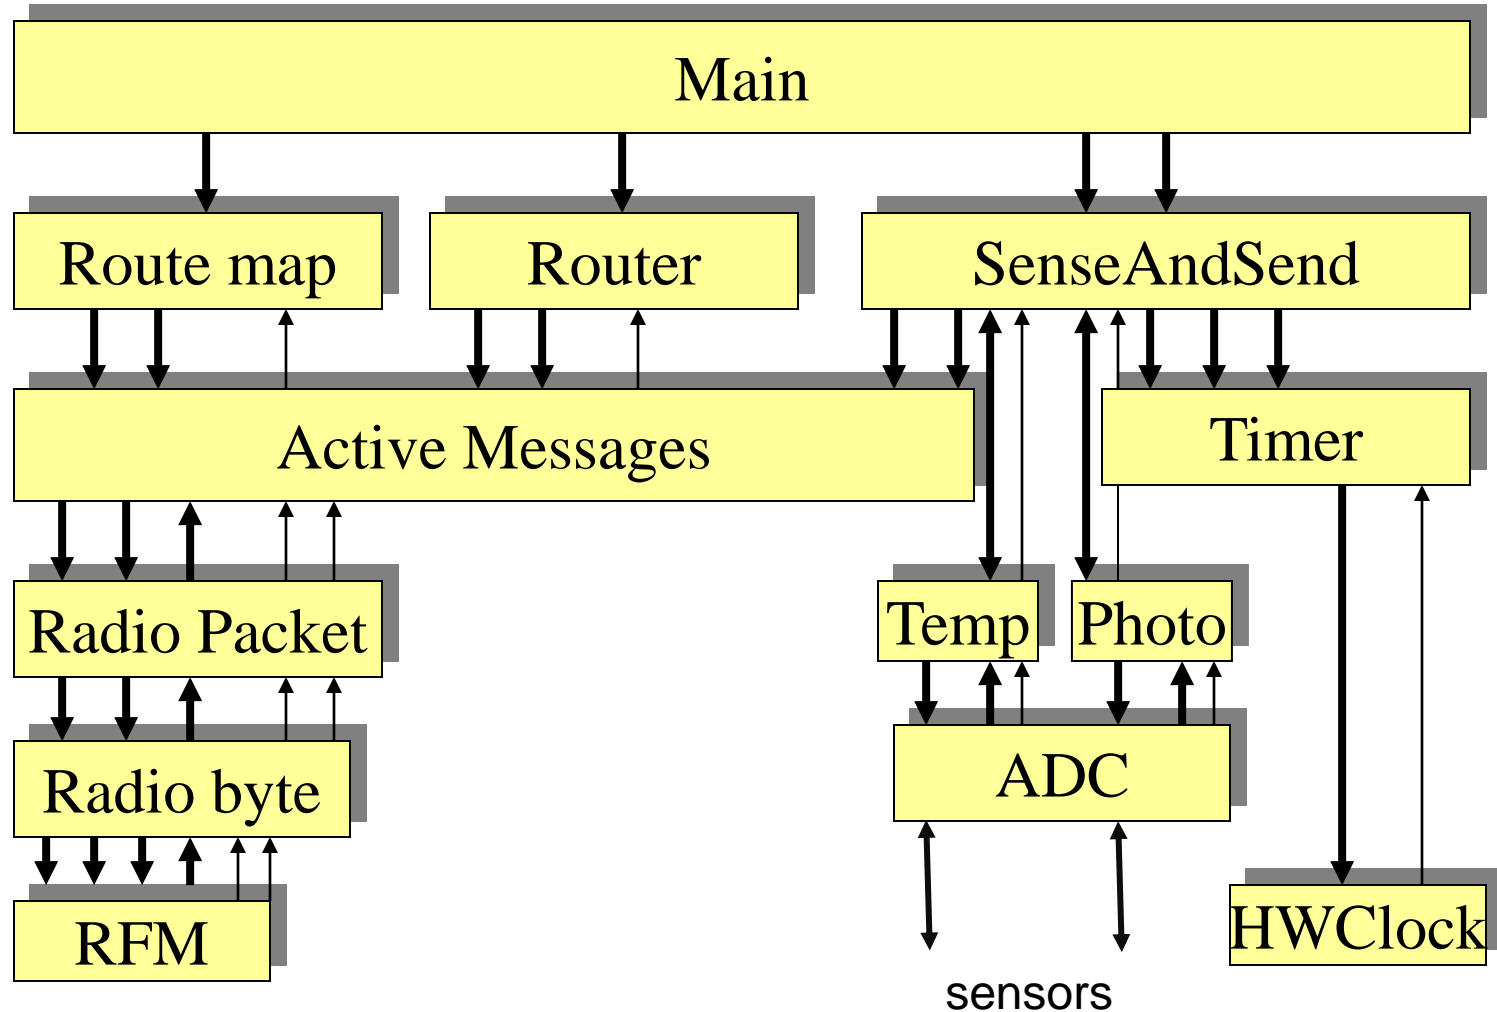 Main
Route map
Router
SenseAndSend
Active Messages
Timer
Radio Packet
Temp
Photo
Radio byte
ADC
RFM
HWClock
sensors